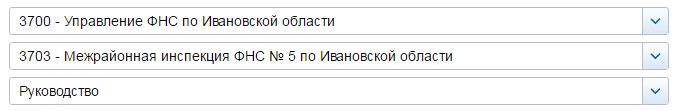 3700 - Управление ФНС по Ивановской области
3703 - Межрайонная инспекция ФНС № 5 по Ивановской области
Руководство